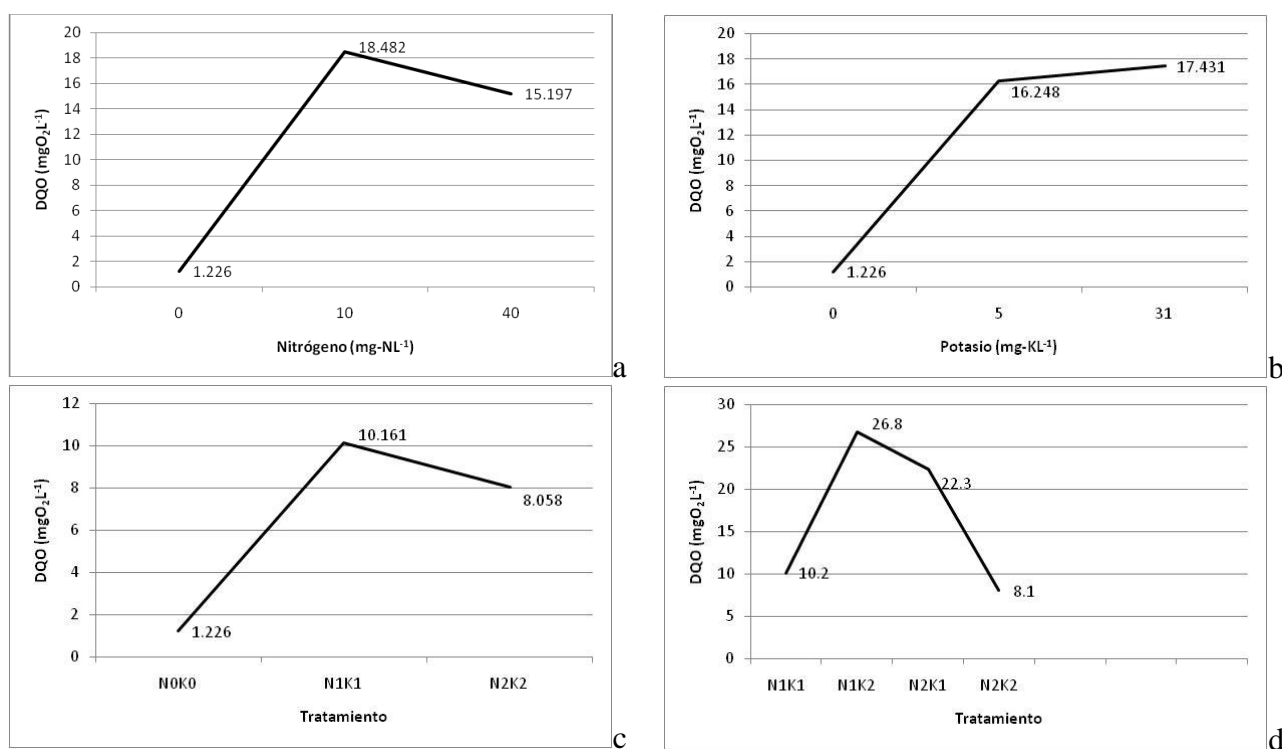 20
18
16
14
12
10
8
6
4
2
0
DQO (mgO₂L⁻¹)
18.482
15.197
1.226
0
10
40
Nitrógeno (mg-NL⁻¹)
a
20
18
16
14
12
10
8
6
4
2
0
DQO (mgO₂L⁻¹)
17.431
16.248
1.226
0
5
31
Potasio (mg-KL⁻¹)
b
12
10
8
6
4
2
0
DQO (mgO₂L⁻¹)
10.161
8.058
1.226
N0K0
N1K1
N2K2
Tratamiento
c
30
25
20
15
10
5
0
DQO (mgO₂L⁻¹)
26.8
22.3
10.2
8.1
N1K1
N1K2
N2K1
N2K2
Tratamiento
d